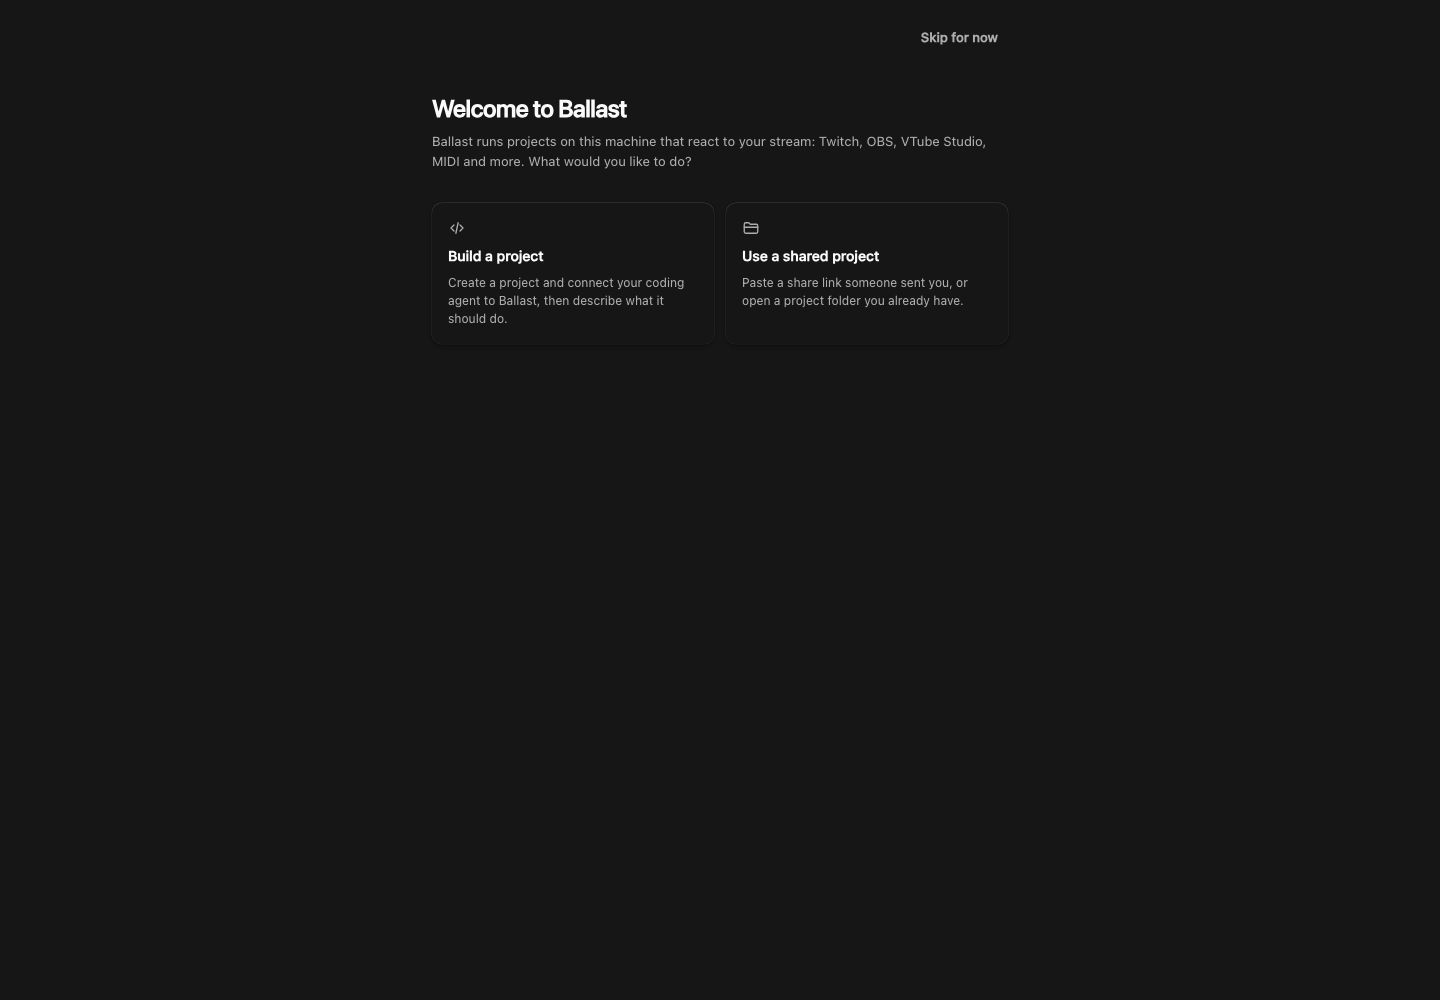 Skip for now
Welcome to Ballast
Ballast runs projects on this machine that react to your stream: Twitch, OBS, VTube Studio,
MIDI and more. What would you like to do?
Build a project
Create a project and connect your coding
agent to Ballast, then describe what it
should do.
Use a shared project
Paste a share link someone sent you, or
open a project folder you already have.